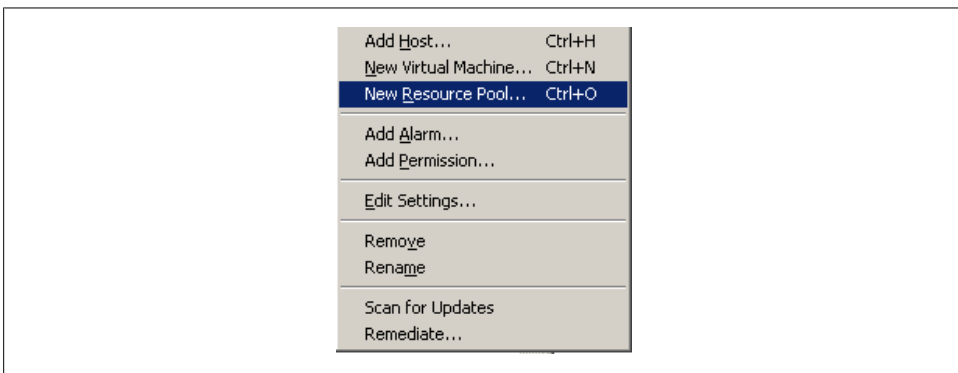 Add Host... Ctrl+H
New Virtual Machine... Ctrl+N
New Resource Pool... Ctrl+O
Add Alarm...
Add Permission...
Edit Settings...
Remove
Rename
Scan for Updates
Remediate...